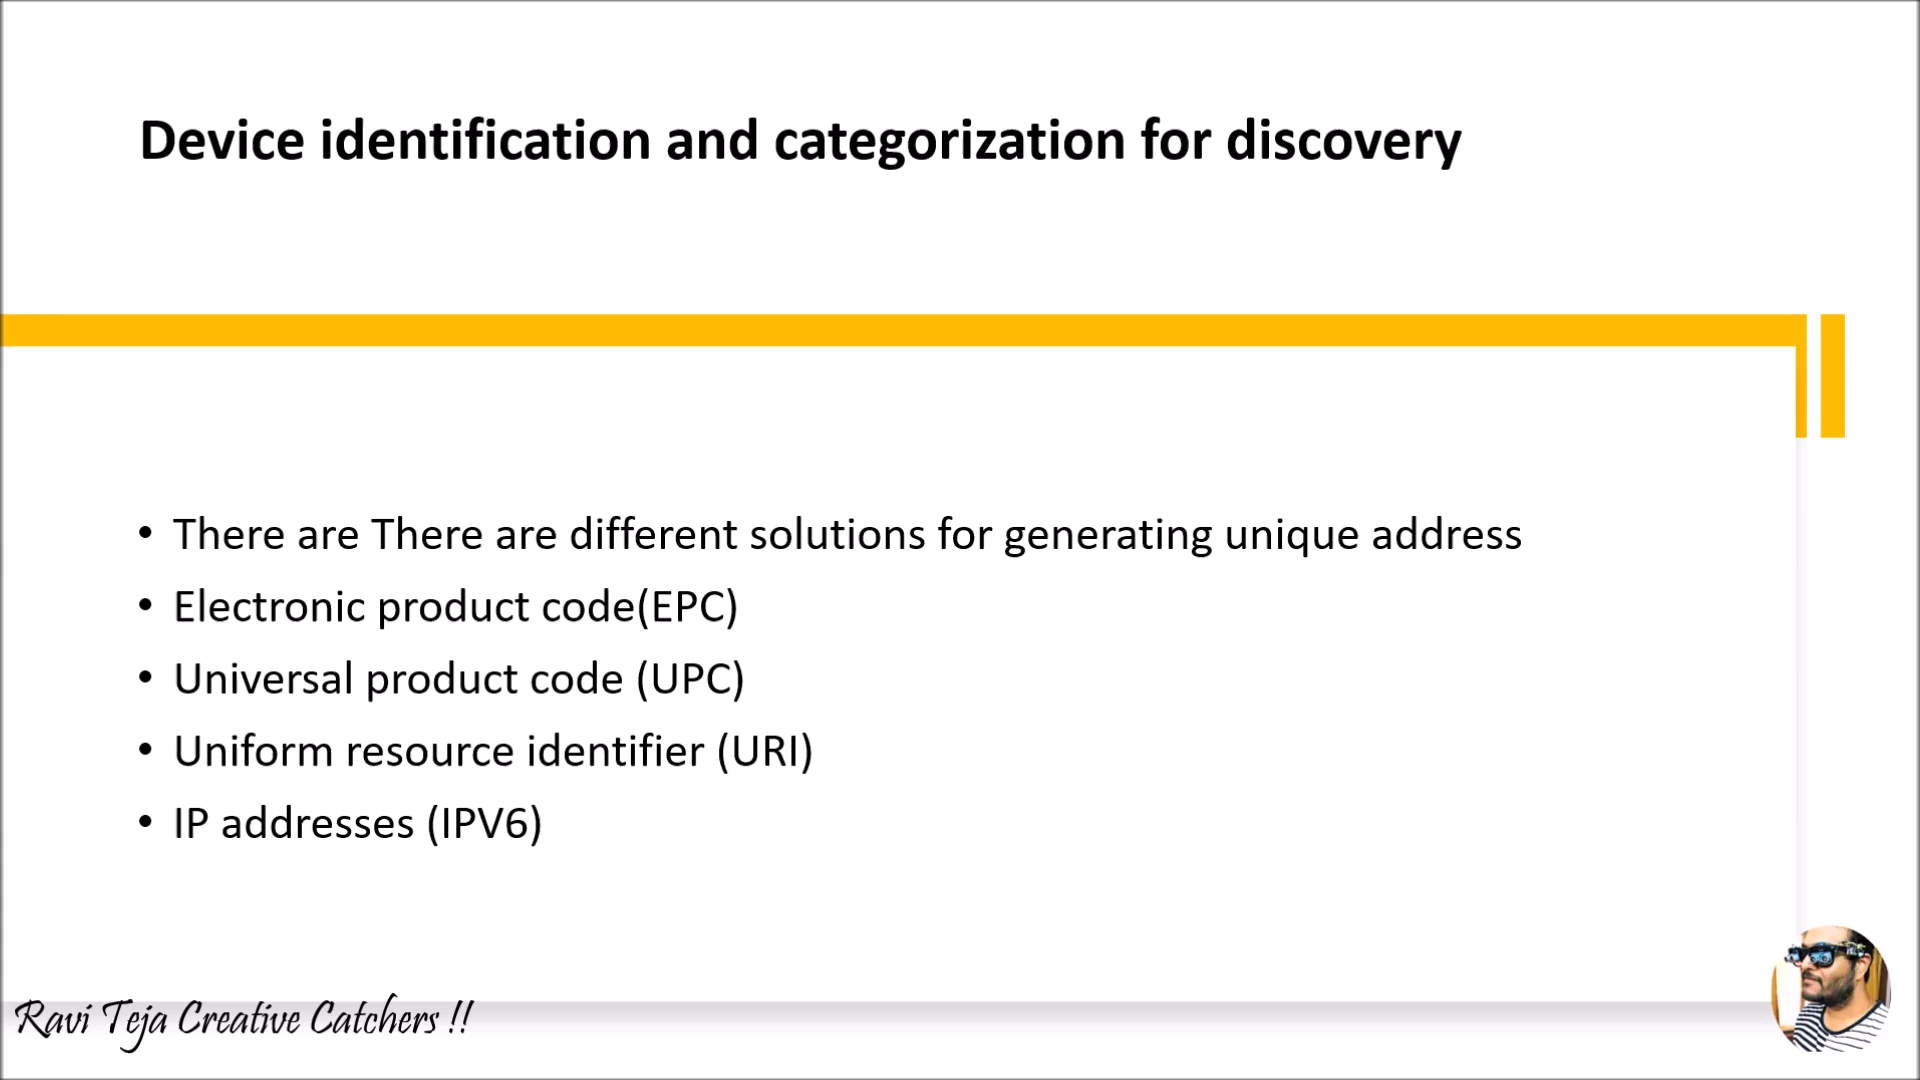 Device identification and categorization for discovery
• There are There are different solutions for generating unique address
• Electronic product code(EPC)
• Universal product code (UPC)
• Uniform resource identifier (URI)
• IP addresses (IPV6)
Ravi Teja Creative Catchers !!